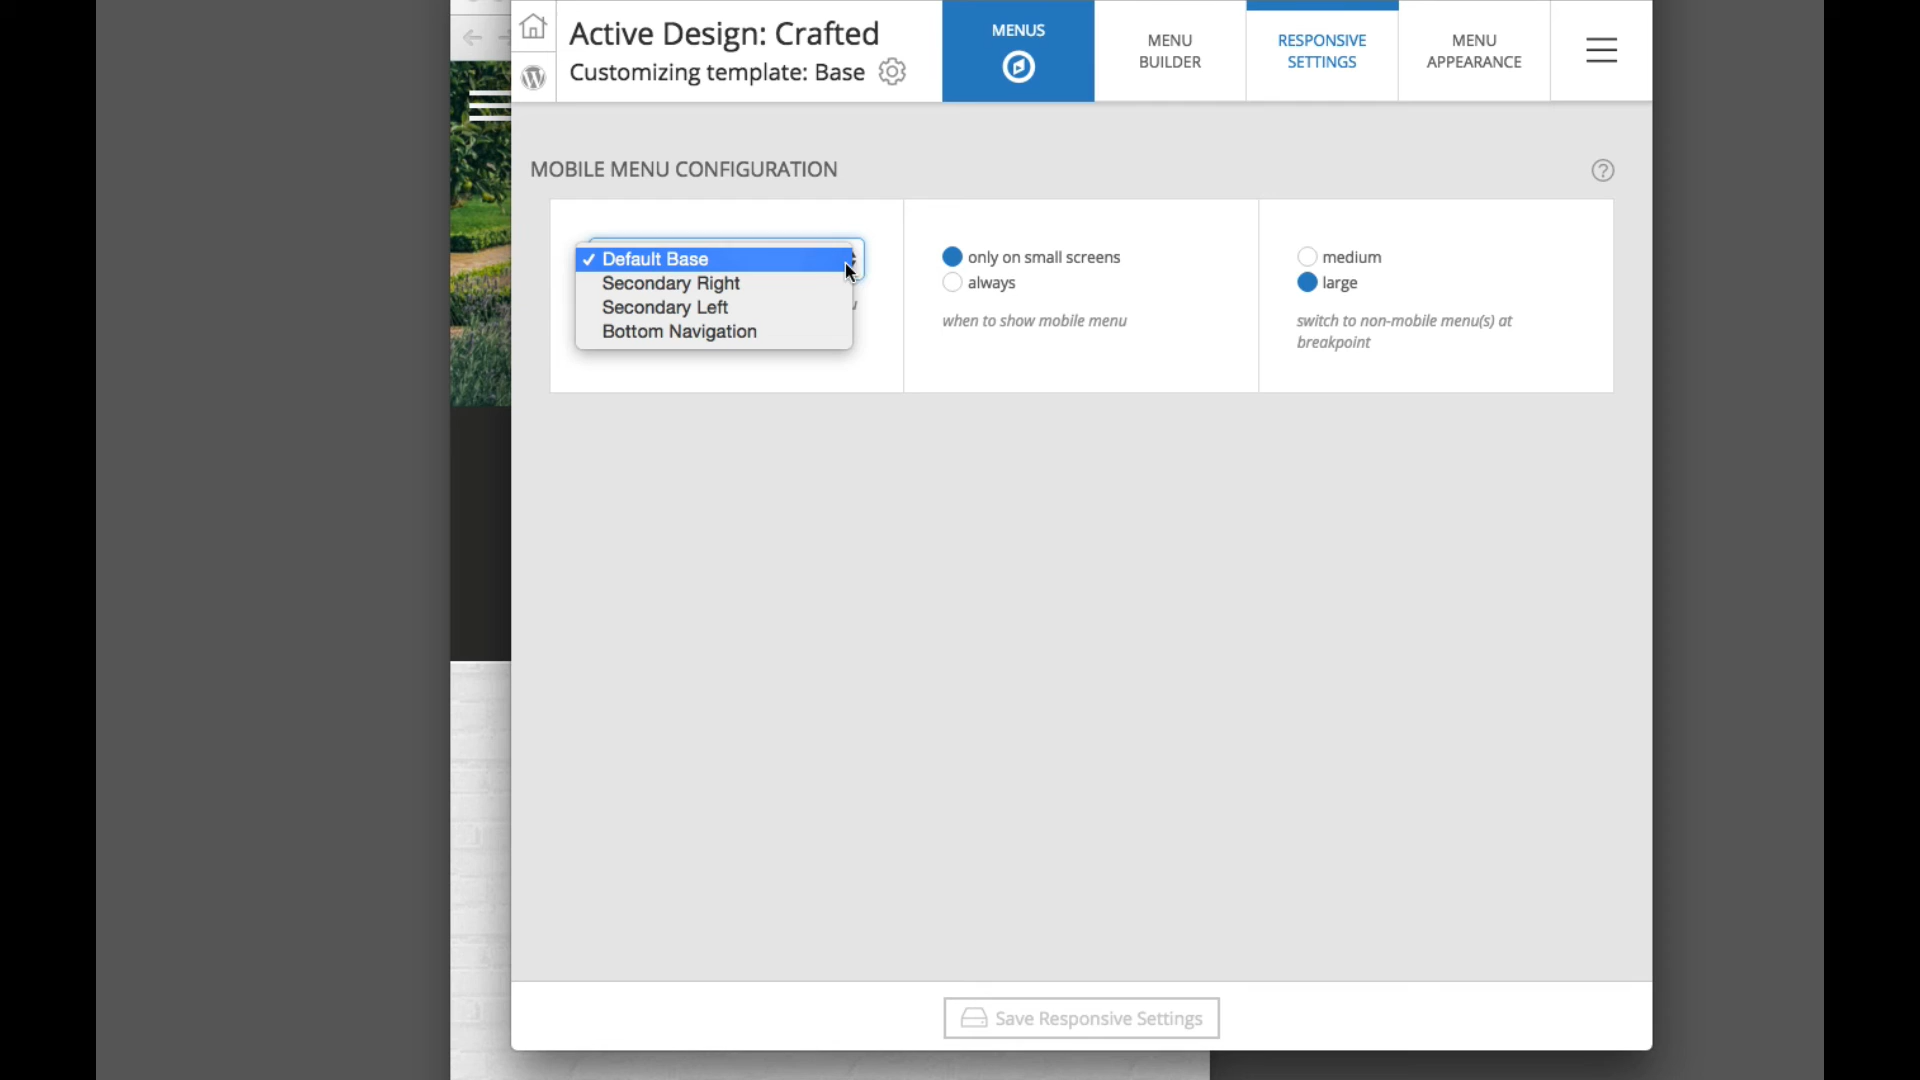 Active Design: Crafted
Customizing template: Base
MENUS
MENU
BUILDER
RESPONSIVE
SETTINGS
MENU
APPEARANCE
MOBILE MENU CONFIGURATION
✓ Default Base
Secondary Right
Secondary Left
Bottom Navigation
only on small screens
always
when to show mobile menu
medium
large
switch to non-mobile menu(s) at
breakpoint
Save Responsive Settings